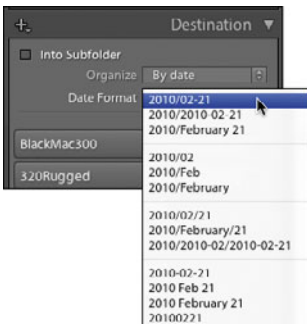 Destination
Into Subfolder
Organize By date
Date Format 2010/02-21
2010/2010-02-21
2010/February 21
2010/02
2010/Feb
2010/February
2010/02/21
2010/February/21
2010/2010-02/2010-02-21
2010-02-21
2010 Feb 21
2010 February 21
20100221
BlackMac300
320Rugged